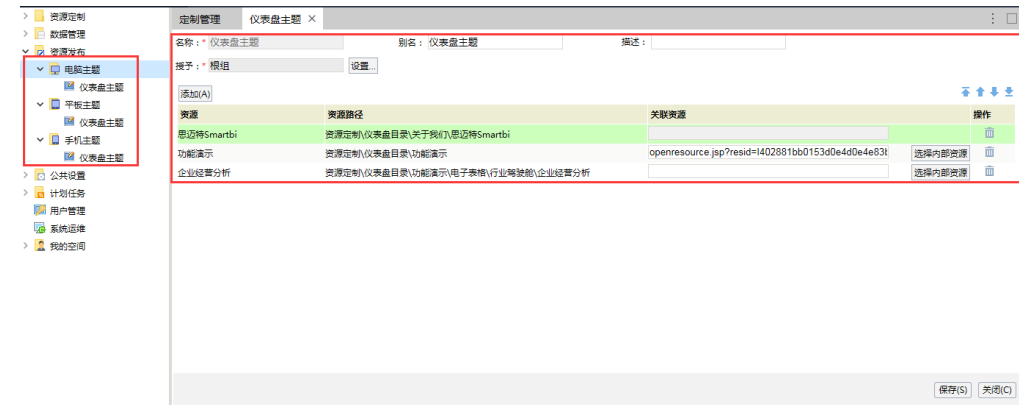 资源定制
数据管理
资源发布
电脑主题
仪表盘主题
平板主题
仪表盘主题
手机主题
仪表盘主题
公共设置
计划任务
用户管理
系统运维
我的空间
定制管理 仪表盘主题 ×
名称：* 仪表盘主题 别名： 仪表盘主题 描述：
授予：* 根组 设置...
添加(A)
资源 资源路径 关联资源 操作
思迈特Smartbi 资源定制\仪表盘目录\关于我们\思迈特Smartbi
功能演示 资源定制\仪表盘目录\功能演示 openresource.jsp?resid=I402881bb0153d0e4d0e4e83b 选择内部资源
企业经营分析 资源定制\仪表盘目录\功能演示\电子表格\行业驾驶舱\企业经营分析 选择内部资源
保存(S) 关闭(C)